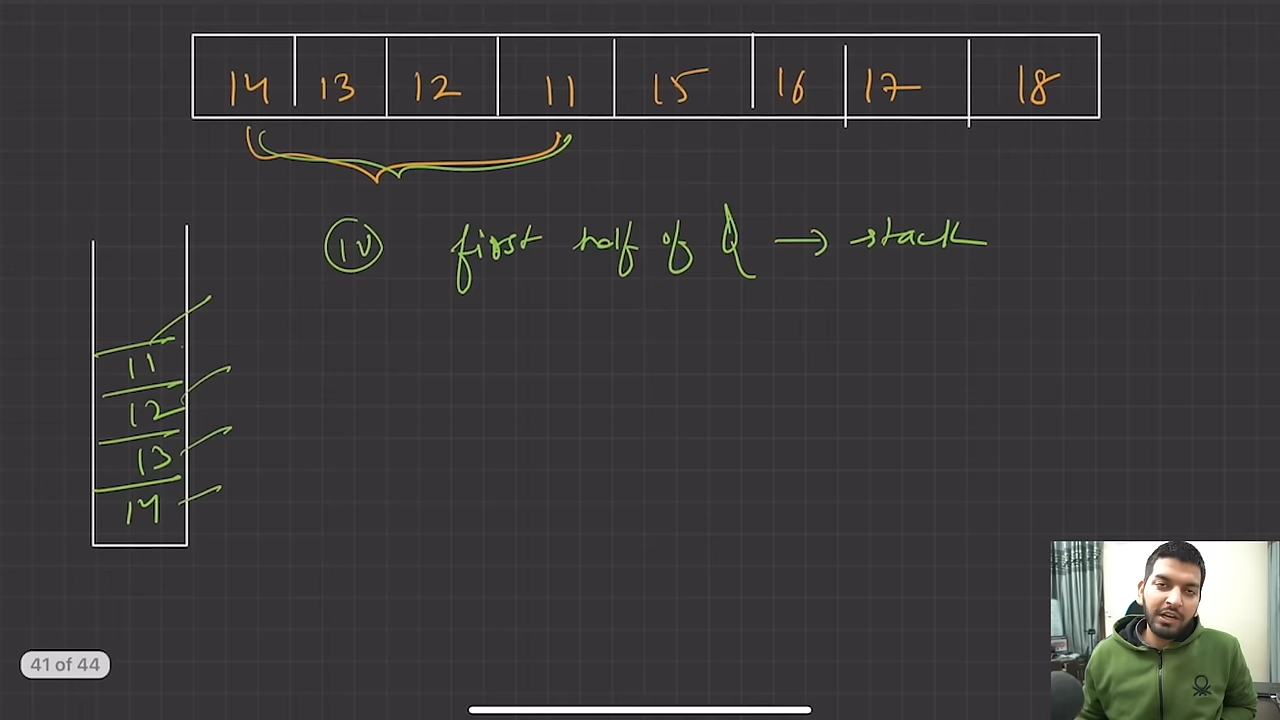 14 13 12 11 15 16 17 18
(iv) first half of Q → stack
11
12
13
14
41 of 44